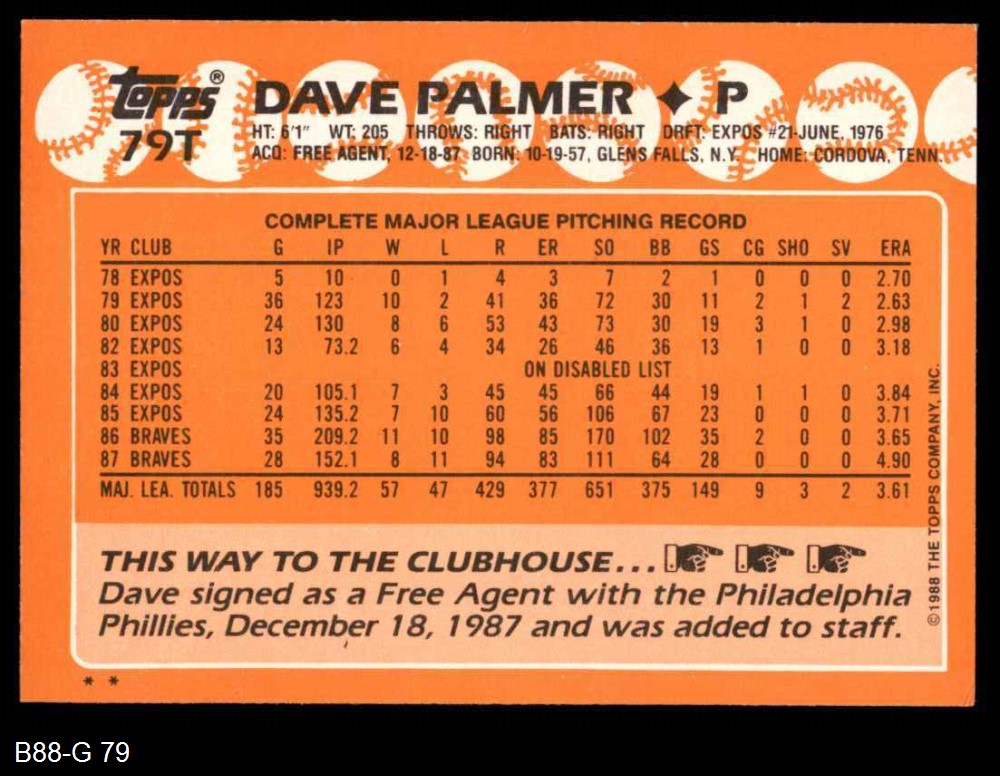 topps® DAVE PALMER ✦ P
79T HT: 6'1" WT: 205 THROWS: RIGHT BATS: RIGHT DRFT: EXPOS #21-JUNE, 1976
ACQ: FREE AGENT, 12-18-87 BORN: 10-19-57, GLENS FALLS, N.Y. HOME: CORDOVA, TENN.
COMPLETE MAJOR LEAGUE PITCHING RECORD
YR CLUB G IP W L R ER SO BB GS CG SHO SV ERA
78 EXPOS 5 10 0 1 4 3 7 2 1 0 0 0 2.70
79 EXPOS 36 123 10 2 41 36 72 30 11 2 1 2 2.63
80 EXPOS 24 130 8 6 53 43 73 30 19 3 1 0 2.98
82 EXPOS 13 73.2 6 4 34 26 46 36 13 1 0 0 3.18
83 EXPOS ON DISABLED LIST
84 EXPOS 20 105.1 7 3 45 45 66 44 19 1 1 0 3.84
85 EXPOS 24 135.2 7 10 60 56 106 67 23 0 0 0 3.71
86 BRAVES 35 209.2 11 10 98 85 170 102 35 2 0 0 3.65
87 BRAVES 28 152.1 8 11 94 83 111 64 28 0 0 0 4.90
MAJ. LEA. TOTALS 185 939.2 57 47 429 377 651 375 149 9 3 2 3.61
THIS WAY TO THE CLUBHOUSE...
Dave signed as a Free Agent with the Philadelphia
Phillies, December 18, 1987 and was added to staff.
©1988 THE TOPPS COMPANY, INC.
* *
B88-G 79